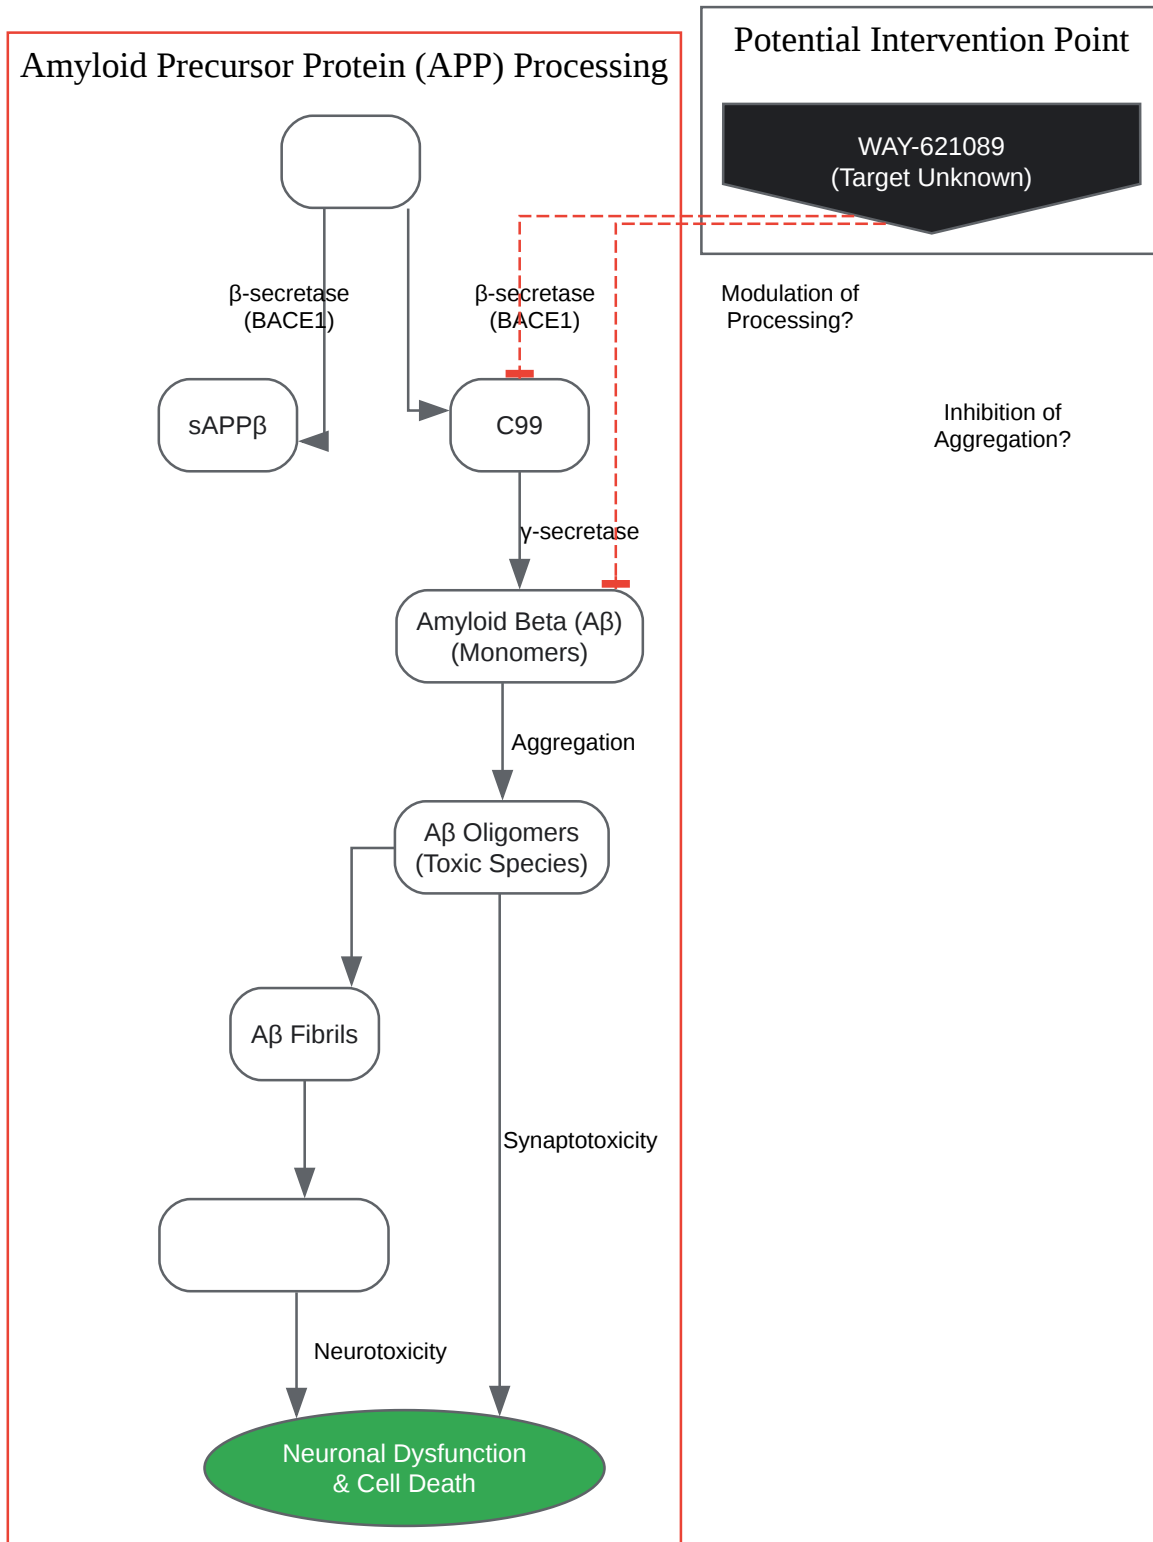 Amyloid Precursor Protein (APP) Processing
Potential Intervention Point
WAY-621089
(Target Unknown)
β-secretase
(BACE1)
β-secretase
(BACE1)
Modulation of
Processing?
sAPPβ
C99
Inhibition of
Aggregation?
γ-secretase
Amyloid Beta (Aβ)
(Monomers)
Aggregation
Aβ Oligomers
(Toxic Species)
Aβ Fibrils
Synaptotoxicity
Neurotoxicity
Neuronal Dysfunction
& Cell Death